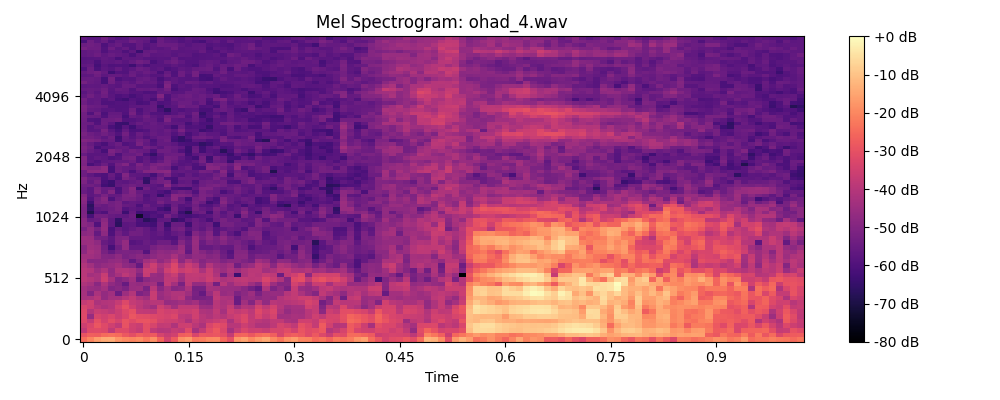 Mel Spectrogram: ohad_4.wav
+0 dB
-10 dB
-20 dB
-30 dB
-40 dB
-50 dB
-60 dB
-70 dB
-80 dB
4096
2048
1024
512
0
Hz
0
0.15
0.3
0.45
0.6
0.75
0.9
Time